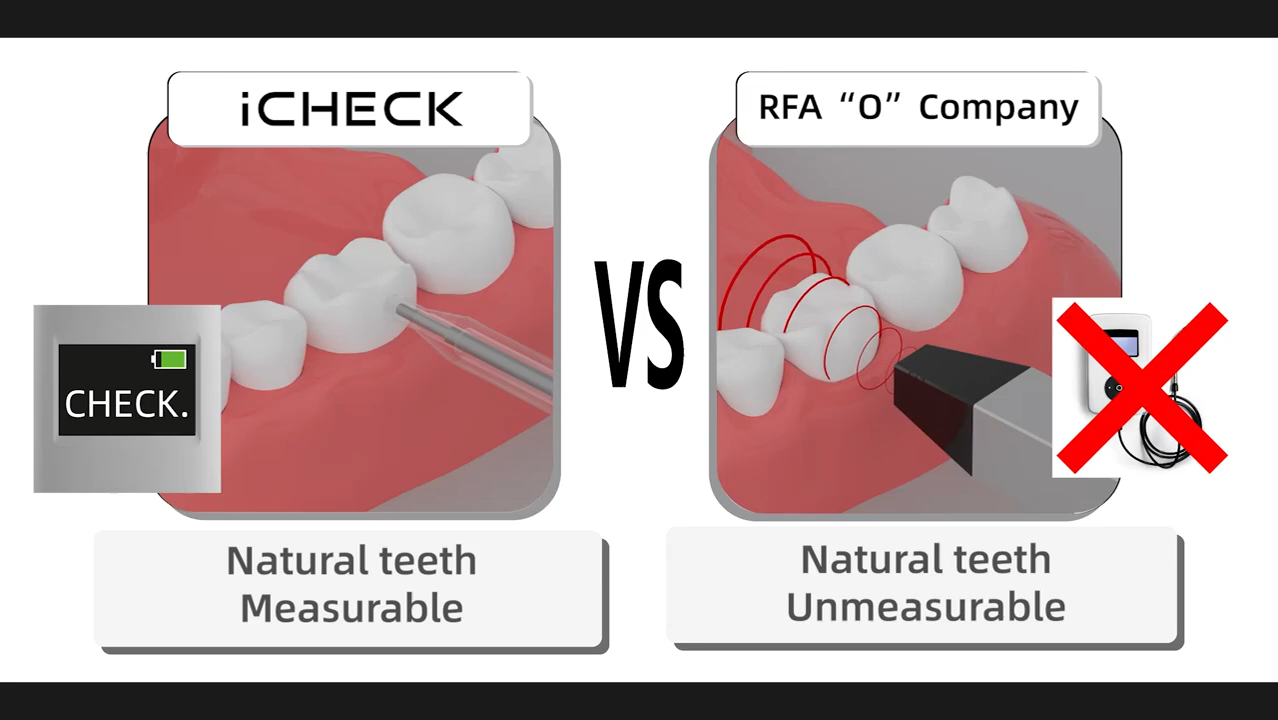 iCHECK
CHECK.
Natural teeth
Measurable
VS
RFA “O” Company
Natural teeth
Unmeasurable